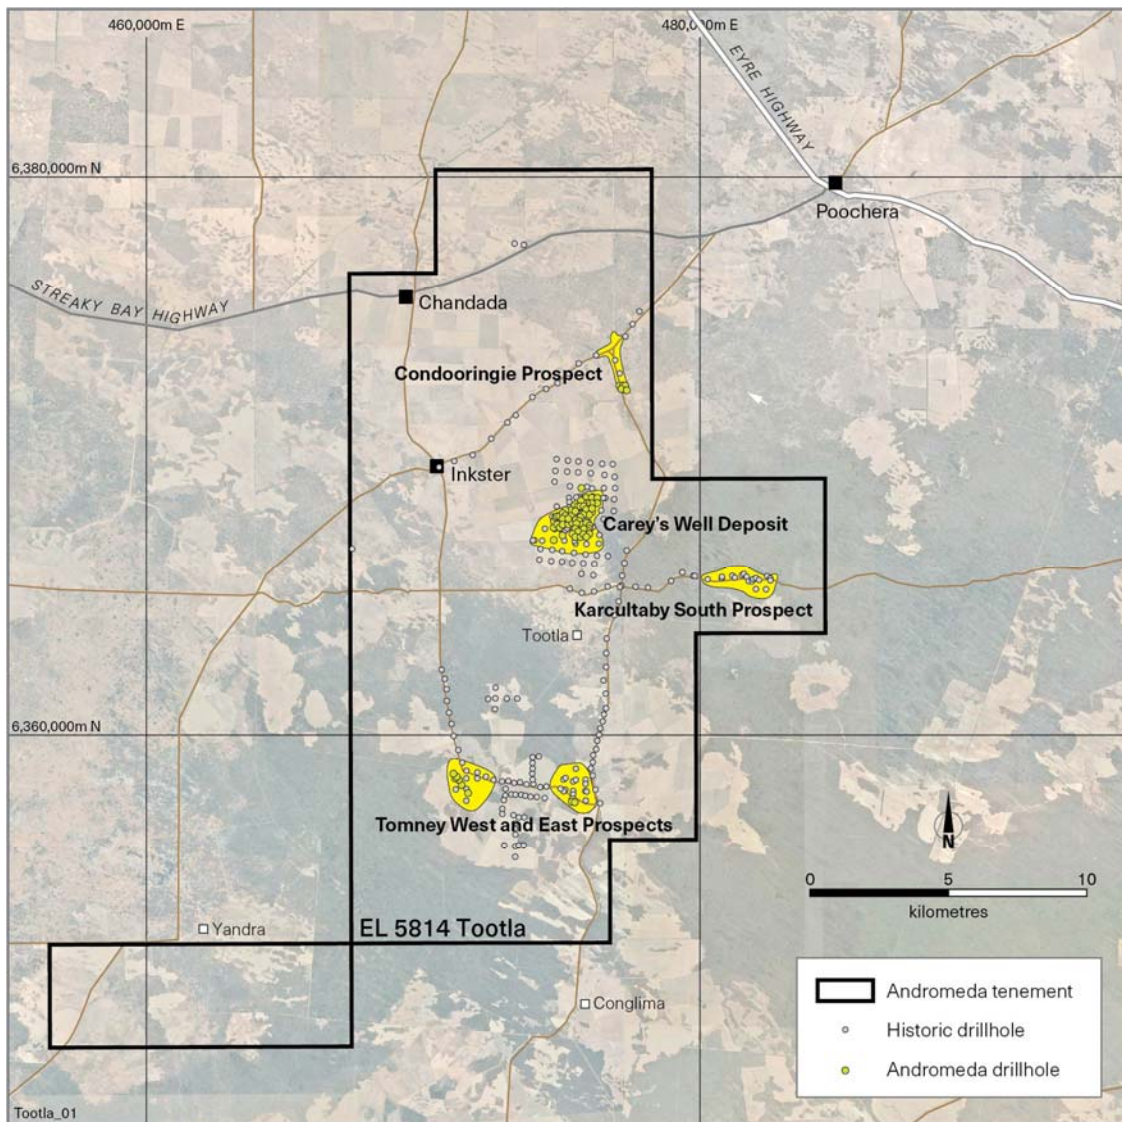 460,000m E
480,000m E
EYRE HIGHWAY
6,380,000m N
Poochera
STREAKY BAY HIGHWAY
Chandada
Condooringie Prospect
Inkster
Carey's Well Deposit
Karcultaby South Prospect
Tootla
6,360,000m N
Tomney West and East Prospects
N
0 5 10
kilometres
EL 5814 Tootla
Yandra
Conglima
Andromeda tenement
Historic drillhole
Andromeda drillhole
Tootla_01